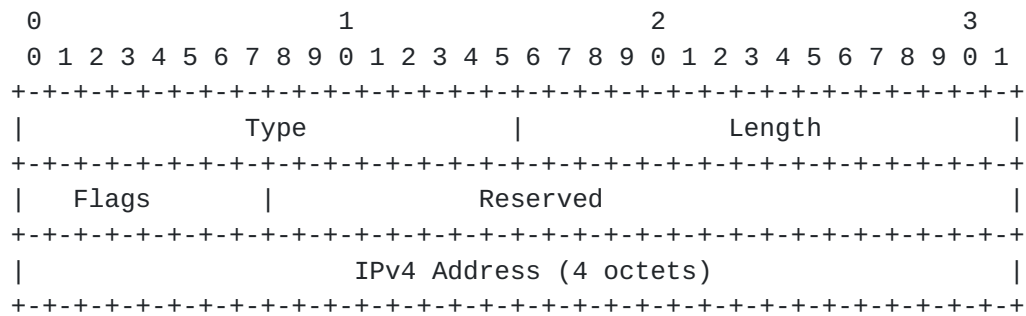 0                   1                   2                   3
 0 1 2 3 4 5 6 7 8 9 0 1 2 3 4 5 6 7 8 9 0 1 2 3 4 5 6 7 8 9 0 1
+-+-+-+-+-+-+-+-+-+-+-+-+-+-+-+-+-+-+-+-+-+-+-+-+-+-+-+-+-+-+-+-+
|              Type             |             Length            |
+-+-+-+-+-+-+-+-+-+-+-+-+-+-+-+-+-+-+-+-+-+-+-+-+-+-+-+-+-+-+-+-+
|   Flags       |             Reserved                          |
+-+-+-+-+-+-+-+-+-+-+-+-+-+-+-+-+-+-+-+-+-+-+-+-+-+-+-+-+-+-+-+-+
|                     IPv4 Address (4 octets)                   |
+-+-+-+-+-+-+-+-+-+-+-+-+-+-+-+-+-+-+-+-+-+-+-+-+-+-+-+-+-+-+-+-+